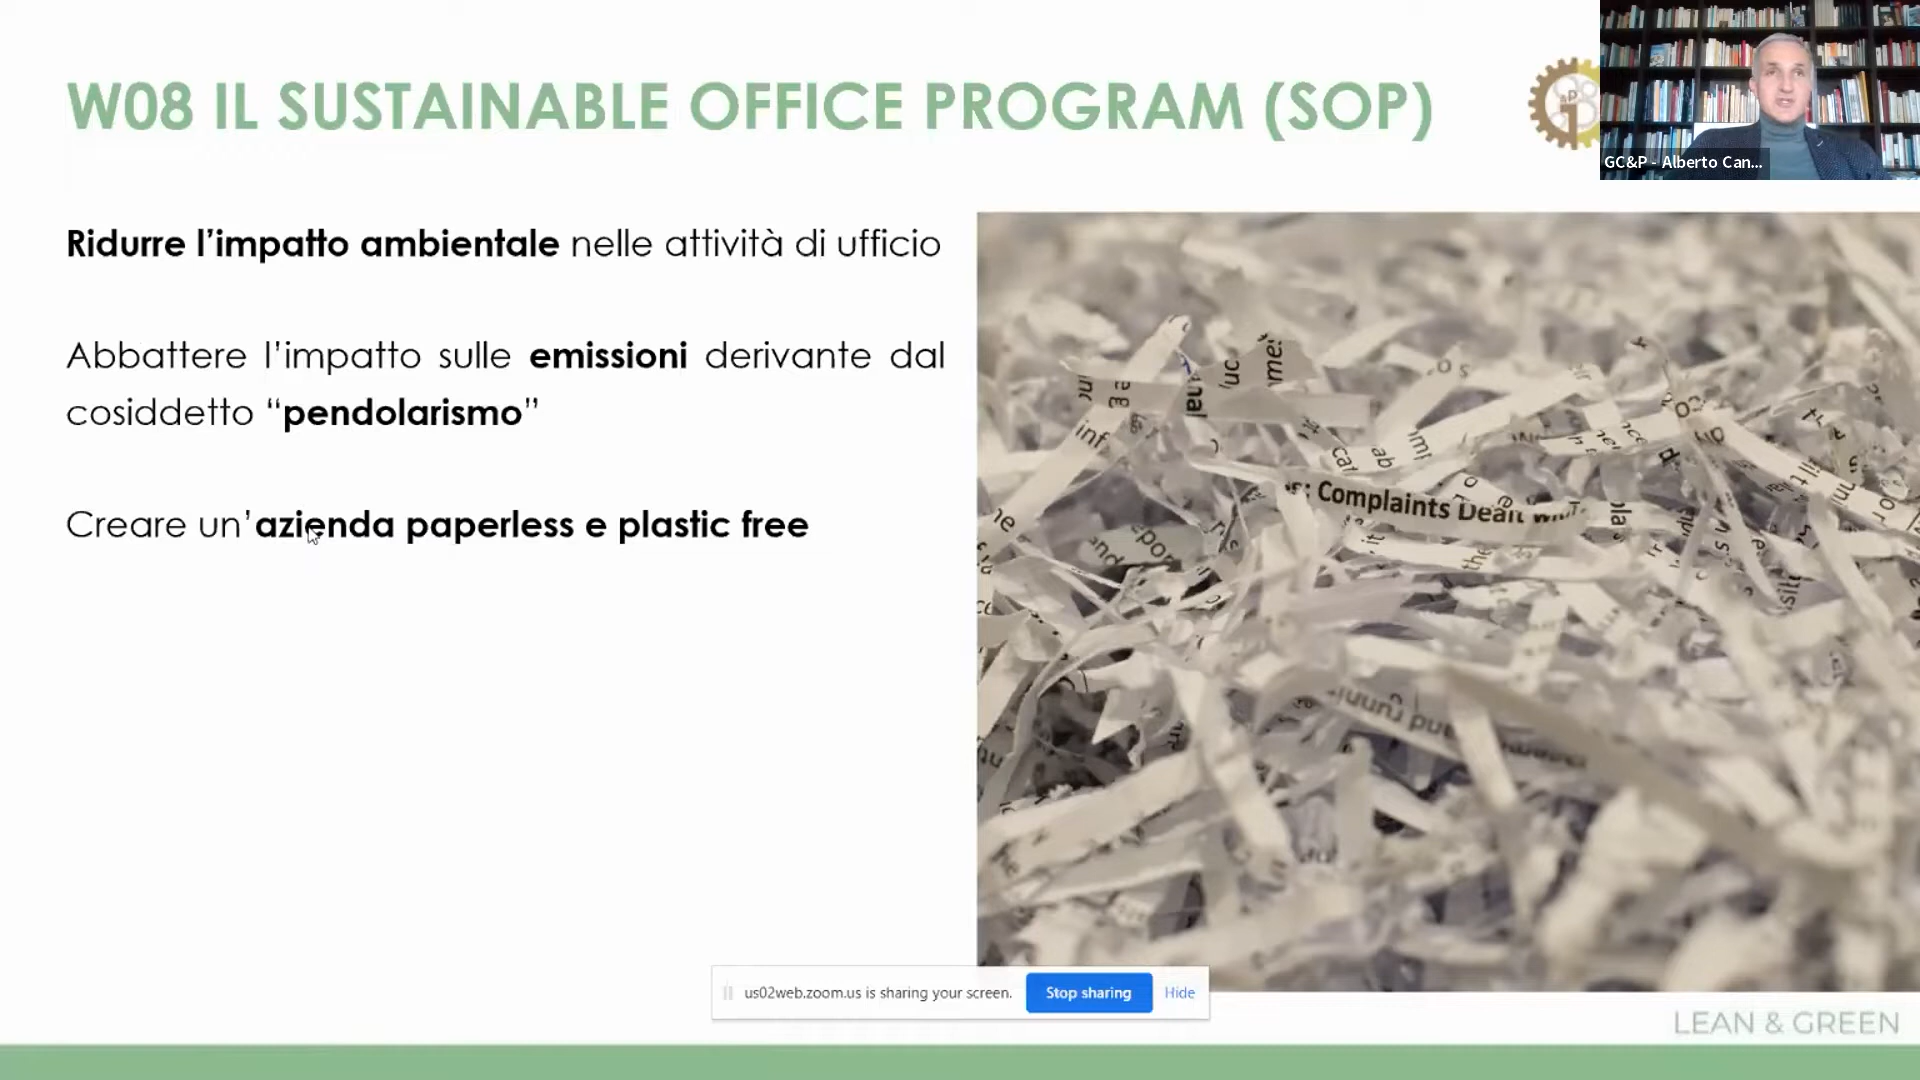 W08 IL SUSTAINABLE OFFICE PROGRAM (SOP)
GC&P - Alberto Can...
Ridurre l’impatto ambientale nelle attività di ufficio
Abbattere l’impatto sulle emissioni derivante dal
cosiddetto “pendolarismo”
Creare un’azienda paperless e plastic free
Complaints Dealt
us02web.zoom.us is sharing your screen.
Stop sharing
Hide
LEAN & GREEN